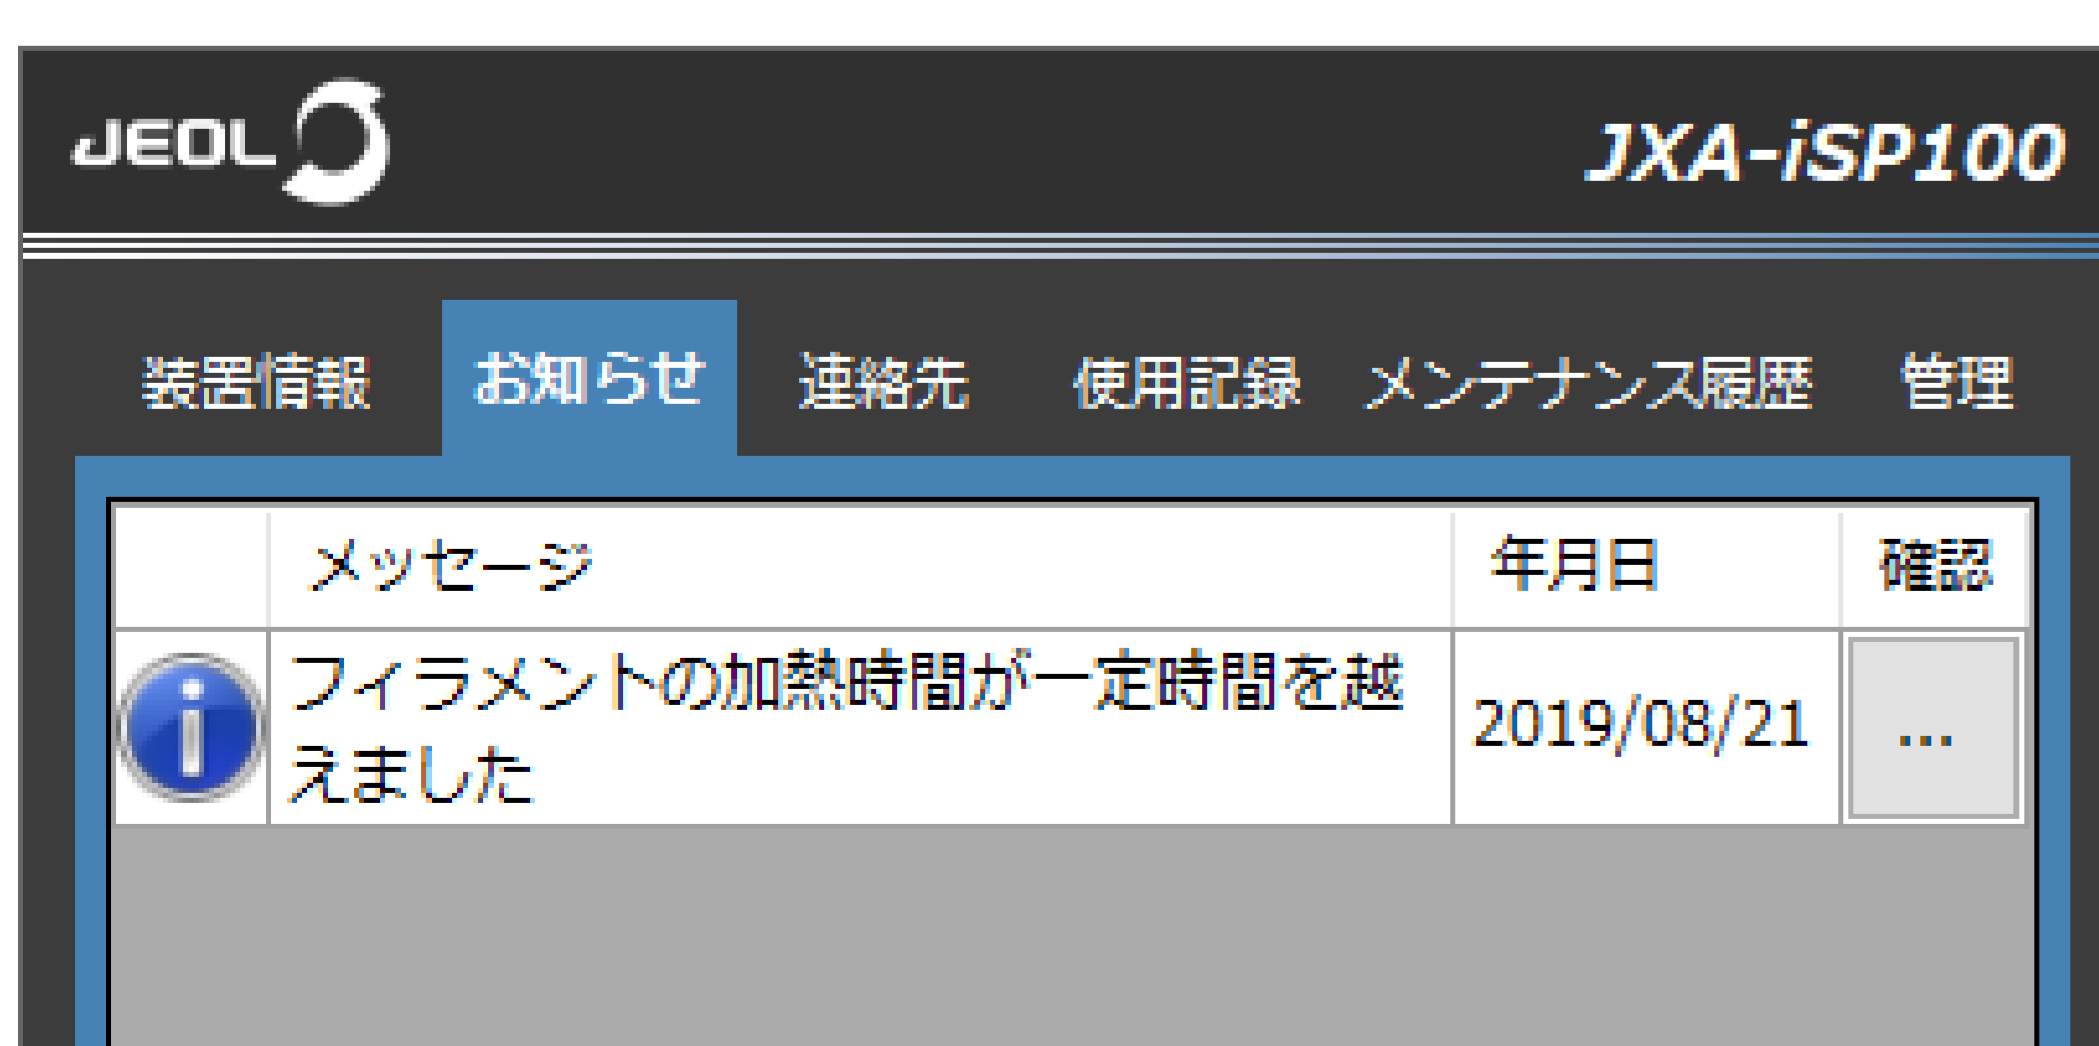 JEOL
JXA-iSP100
装置情報 お知らせ 連絡先 使用記録 メンテナンス履歴 管理
メッセージ 年月日 確認
フィラメントの加熱時間が一定時間を越
えました
2019/08/21
...